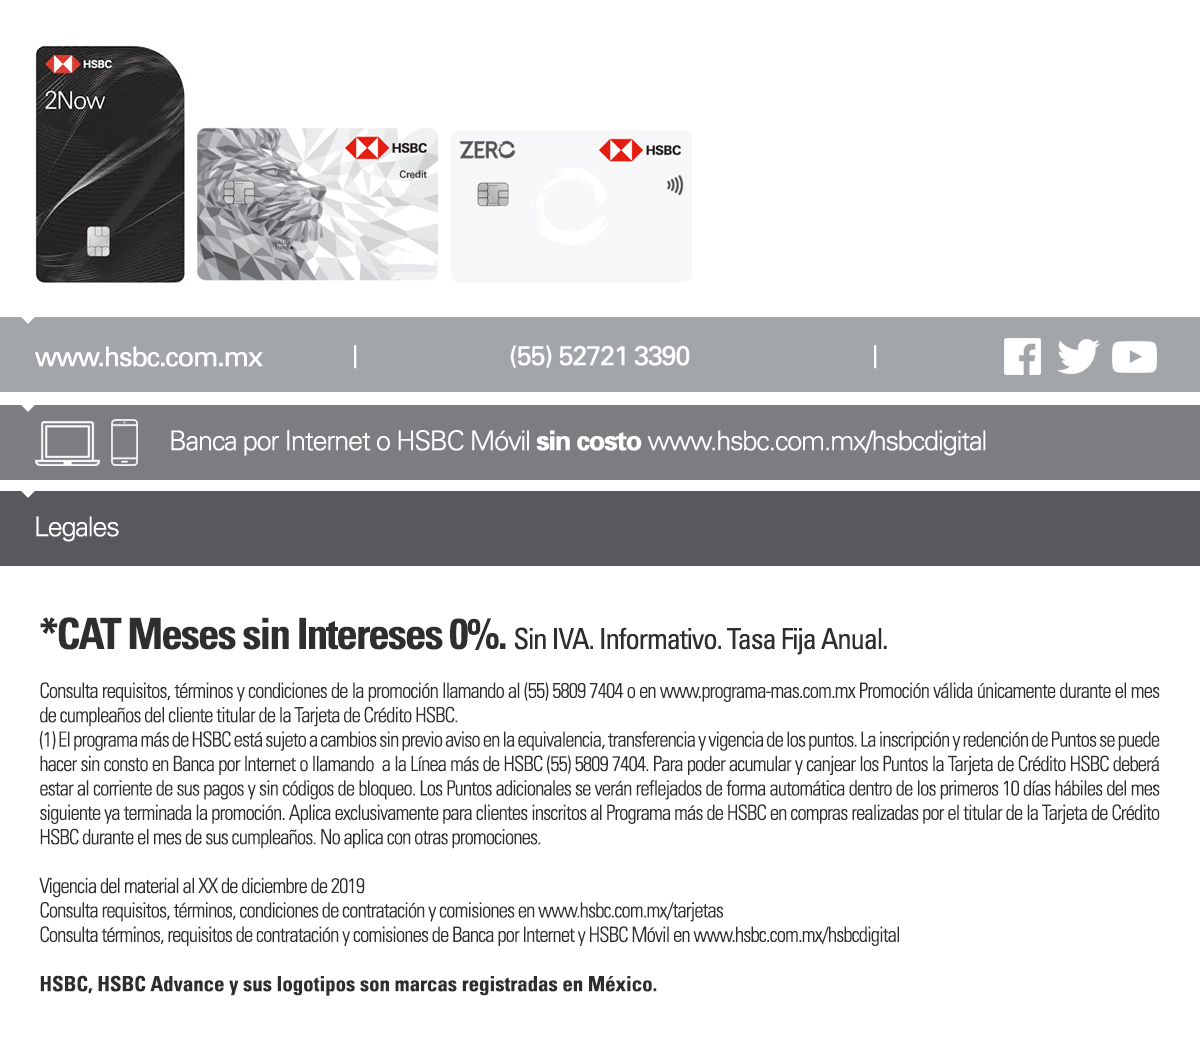 HSBC
2Now
HSBC
Credit
ZERO
HSBC
www.hsbc.com.mx | (55) 52721 3390 |
Banca por Internet o HSBC Móvil sin costo www.hsbc.com.mx/hsbcdigital
Legales
*CAT Meses sin Intereses 0%. Sin IVA. Informativo. Tasa Fija Anual.
Consulta requisitos, términos y condiciones de la promoción llamando al (55) 5809 7404 o en www.programa-mas.com.mx Promoción válida únicamente durante el mes
de cumpleaños del cliente titular de la Tarjeta de Crédito HSBC.
(1) El programa más de HSBC está sujeto a cambios sin previo aviso en la equivalencia, transferencia y vigencia de los puntos. La inscripción y redención de Puntos se puede
hacer sin consto en Banca por Internet o llamando a la Línea más de HSBC (55) 5809 7404. Para poder acumular y canjear los Puntos la Tarjeta de Crédito HSBC deberá
estar al corriente de sus pagos y sin códigos de bloqueo. Los Puntos adicionales se verán reflejados de forma automática dentro de los primeros 10 días hábiles del mes
siguiente ya terminada la promoción. Aplica exclusivamente para clientes inscritos al Programa más de HSBC en compras realizadas por el titular de la Tarjeta de Crédito
HSBC durante el mes de sus cumpleaños. No aplica con otras promociones.
Vigencia del material al XX de diciembre de 2019
Consulta requisitos, términos, condiciones de contratación y comisiones en www.hsbc.com.mx/tarjetas
Consulta términos, requisitos de contratación y comisiones de Banca por Internet y HSBC Móvil en www.hsbc.com.mx/hsbcdigital
HSBC, HSBC Advance y sus logotipos son marcas registradas en México.